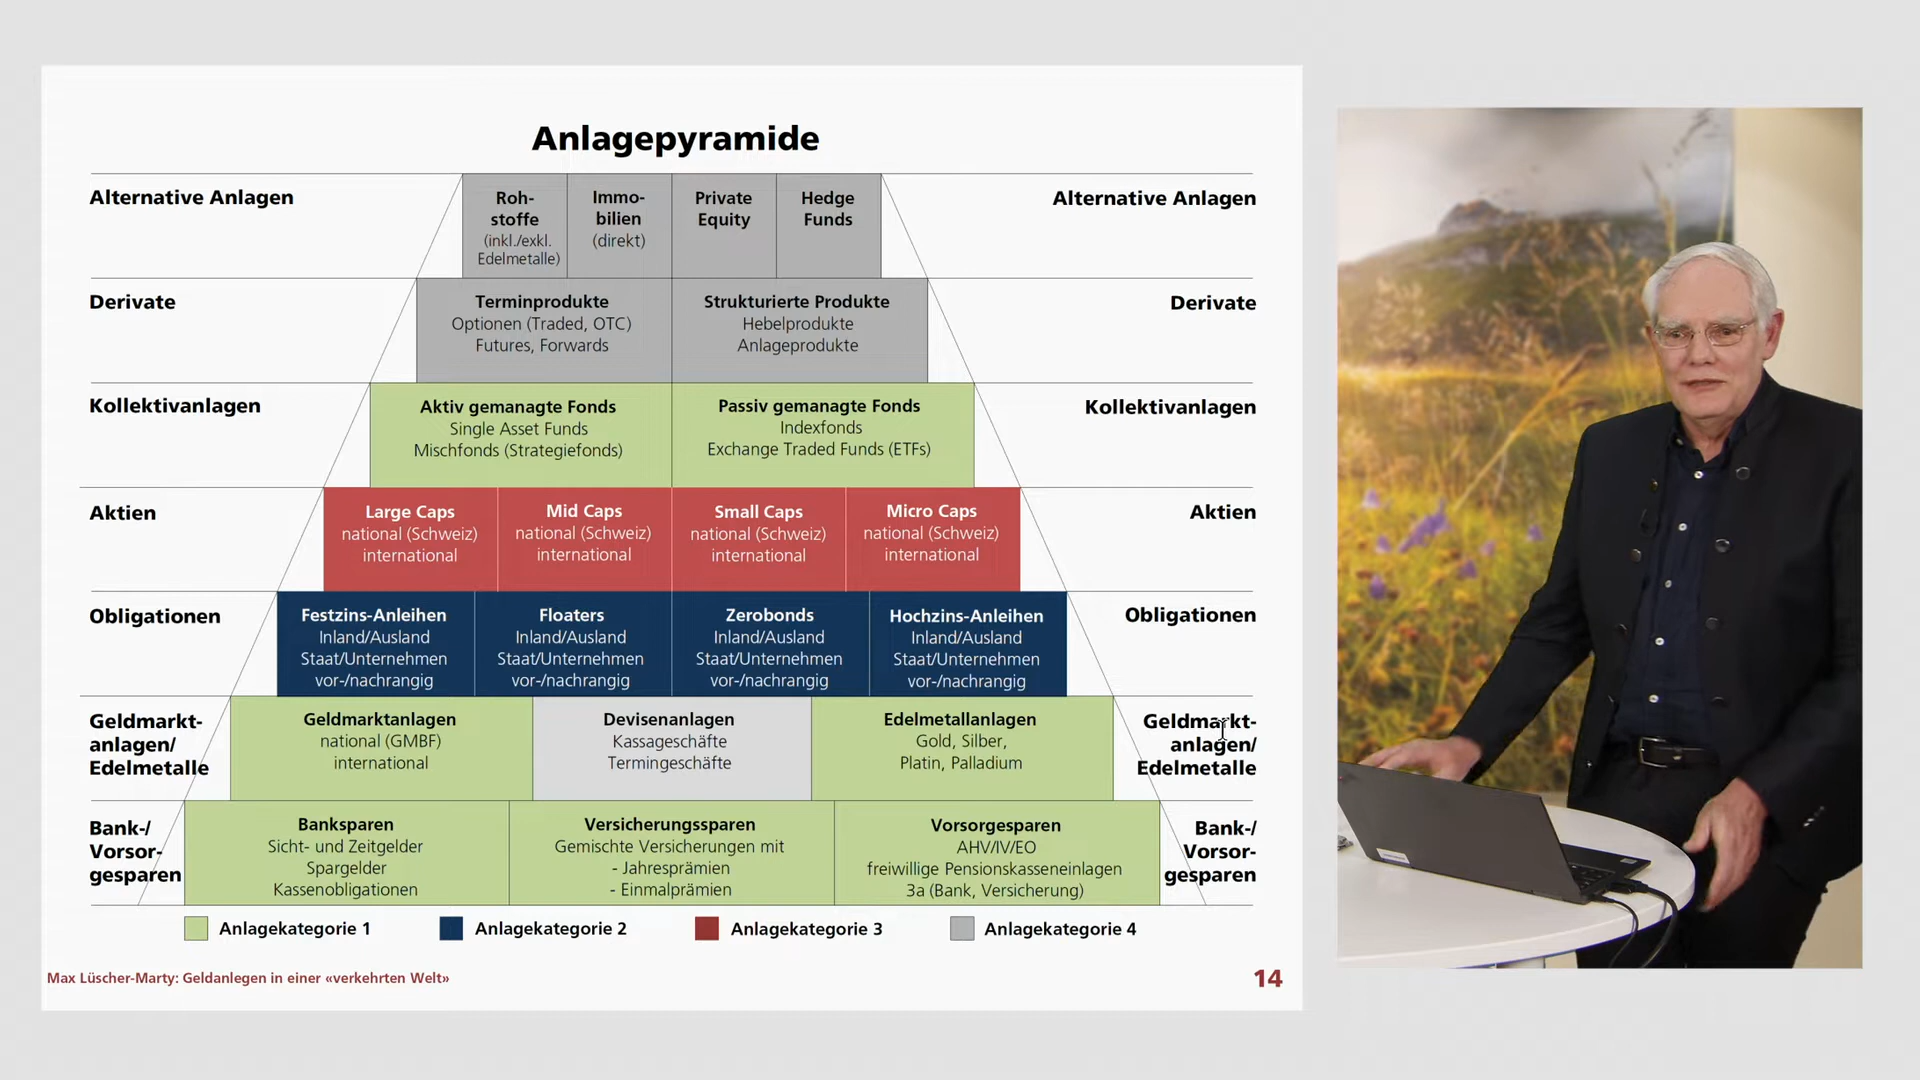 Anlagepyramide
Alternative Anlagen
Roh-
stoffe
(inkl./exkl.
Edelmetalle)
Immo-
bilien
(direkt)
Private
Equity
Hedge
Funds
Alternative Anlagen
Derivate
Terminprodukte
Optionen (Traded, OTC)
Futures, Forwards
Strukturierte Produkte
Hebelprodukte
Anlageprodukte
Derivate
Kollektivanlagen
Aktiv gemanagte Fonds
Single Asset Funds
Mischfonds (Strategiefonds)
Passiv gemanagte Fonds
Indexfonds
Exchange Traded Funds (ETFs)
Kollektivanlagen
Aktien
Large Caps
national (Schweiz)
international
Mid Caps
national (Schweiz)
international
Small Caps
national (Schweiz)
international
Micro Caps
national (Schweiz)
international
Aktien
Obligationen
Festzins-Anleihen
Inland/Ausland
Staat/Unternehmen
vor-/nachrangig
Floaters
Inland/Ausland
Staat/Unternehmen
vor-/nachrangig
Zerobonds
Inland/Ausland
Staat/Unternehmen
vor-/nachrangig
Hochzins-Anleihen
Inland/Ausland
Staat/Unternehmen
vor-/nachrangig
Obligationen
Geldmarkt-
anlagen/
Edelmetalle
Geldmarktanlagen
national (GMBF)
international
Devisenanlagen
Kassageschäfte
Termingeschäfte
Edelmetallanlagen
Gold, Silber,
Platin, Palladium
Geldmarkt-
anlagen/
Edelmetalle
Bank-/
Vorsor-
gesparen
Banksparen
Sicht- und Zeitgelder
Spargelder
Kassenobligationen
Versicherungssparen
Gemischte Versicherungen mit
- Jahresprämien
- Einmalprämien
Vorsorgesparen
AHV/IV/EO
freiwillige Pensionskasseneinlagen
3a (Bank, Versicherung)
Bank-/
Vorsor-
gesparen
Anlagekategorie 1
Anlagekategorie 2
Anlagekategorie 3
Anlagekategorie 4
Max Lüscher-Marty: Geldanlegen in einer «verkehrten Welt»
14